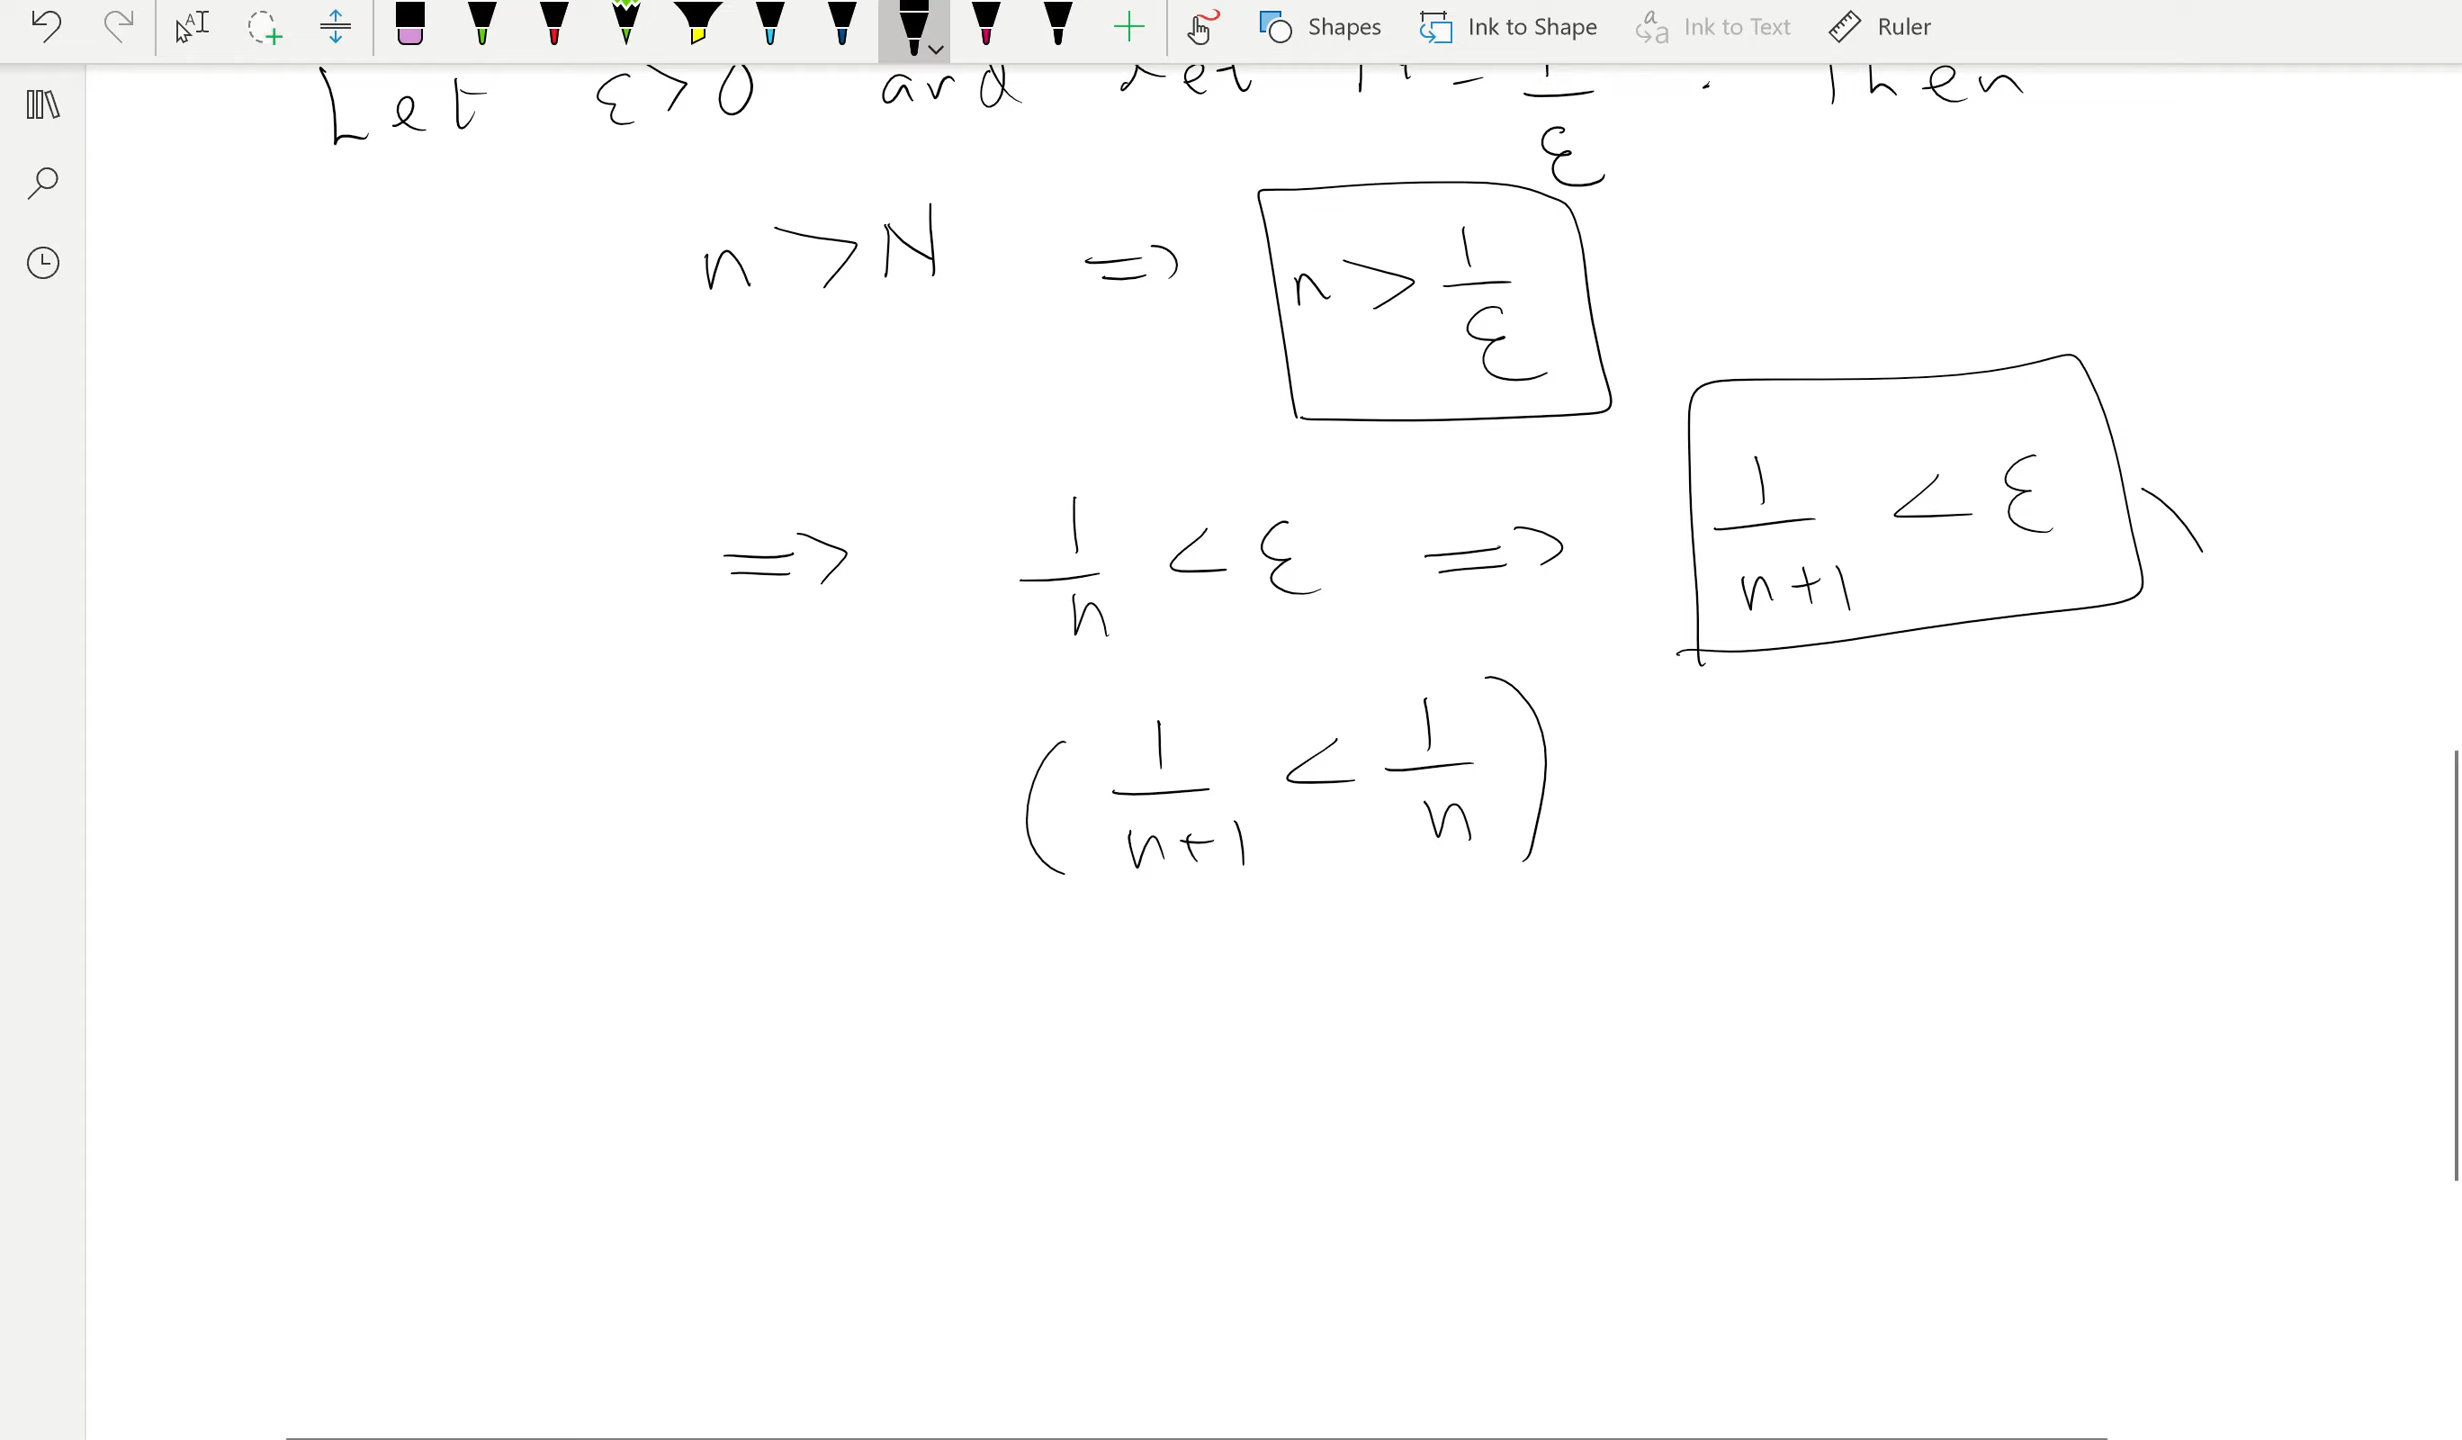 Shapes Ink to Shape Ink to Text Ruler
Let ε>0 and let N = 1/ε . Then
n > N => n > 1/ε
=> 1/n < ε => 1/(n+1) < ε
( 1/(n+1) < 1/n )